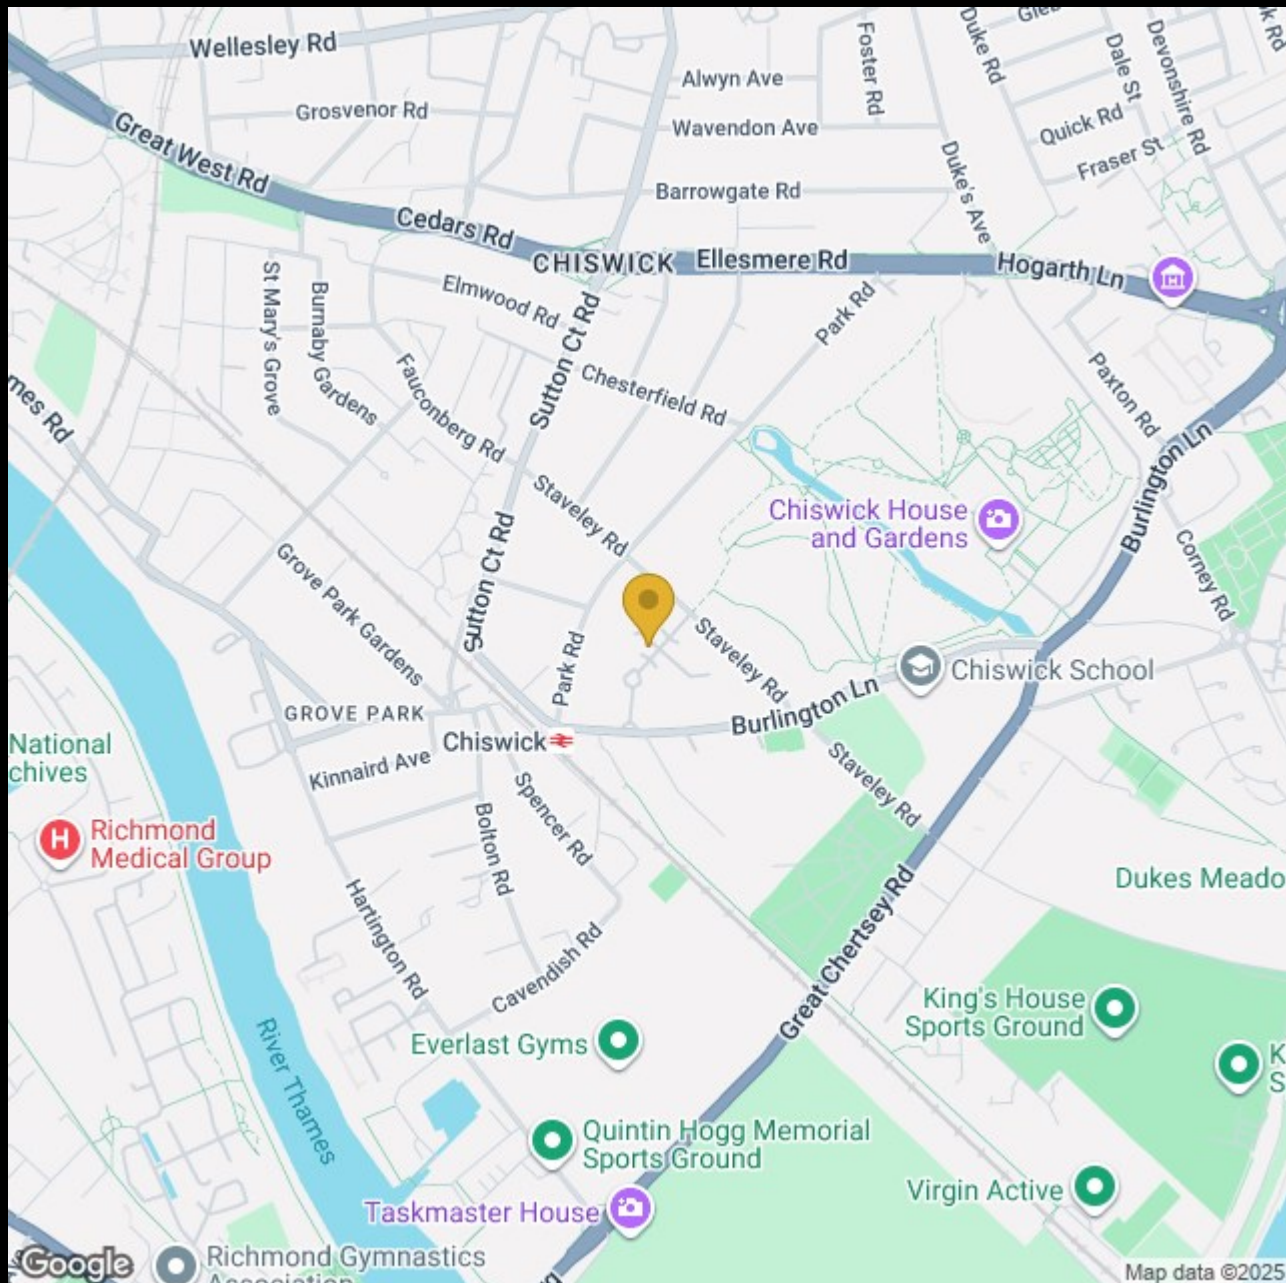 Wellesley Rd
Foster Rd
Duke Rd
Dale St
Devonshire Rd
Alwyn Ave
Grosvenor Rd
Wavendon Ave
Quick Rd
Fraser St
Great West Rd
Barrowgate Rd
Duke's Ave
Cedars Rd
CHISWICK
Ellesmere Rd
Hogarth Ln
St Mary's Grove
Burnaby Gardens
Elmwood Rd
Park Rd
Sutton Ct Rd
Chesterfield Rd
Paxton Rd
Fauconberg Rd
mes Rd
Staveley Rd
Burlington Ln
Chiswick House
and Gardens
Sutton Ct Rd
Grove Park Gardens
Corney Rd
Park Rd
Staveley Rd
Chiswick School
GROVE PARK
Burlington Ln
Chiswick
National
chives
Kinnaird Ave
Spencer Rd
Staveley Rd
Bolton Rd
Richmond
Medical Group
Hartington Rd
Dukes Meado
Great Chertsey Rd
Cavendish Rd
King's House
Sports Ground
Everlast Gyms
K
S
River Thames
Quintin Hogg Memorial
Sports Ground
Virgin Active
Taskmaster House
Richmond Gymnastics
Association
Google
Map data ©2025